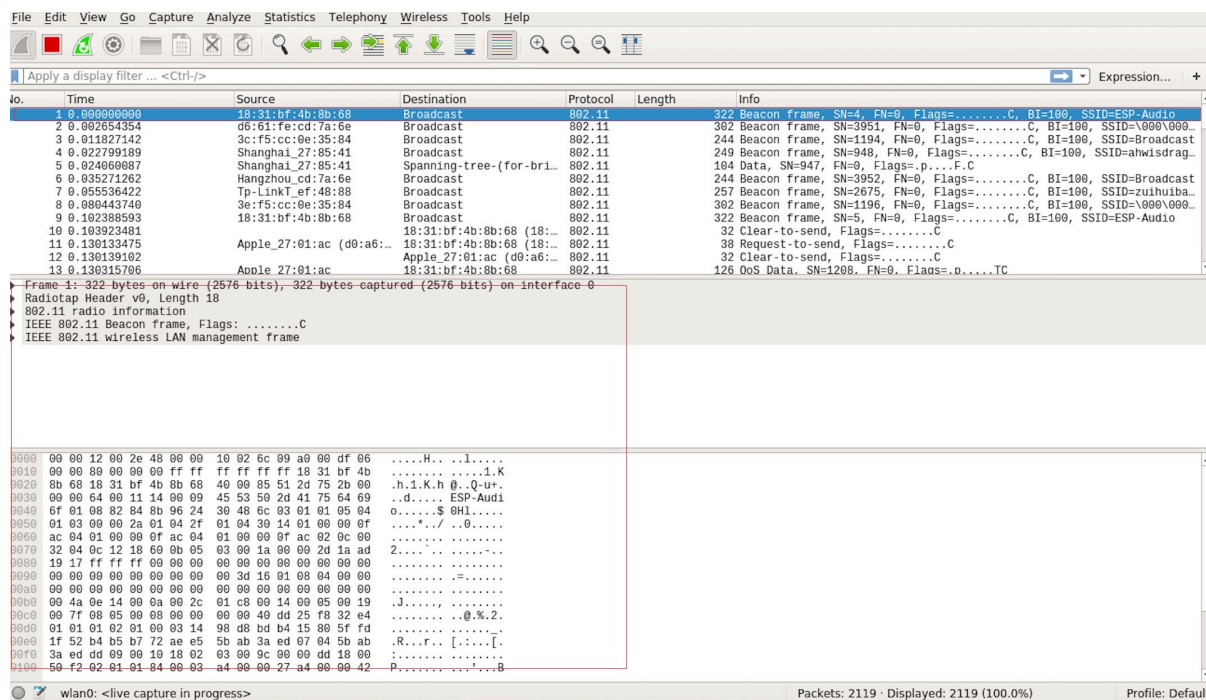 File Edit View Go Capture Analyze Statistics Telephony Wireless Tools Help
Apply a display filter ... <Ctrl-/> Expression... +
No. Time Source Destination Protocol Length Info
1 0.000000000 18:31:bf:4b:8b:68 Broadcast 802.11 322 Beacon frame, SN=4, FN=0, Flags=........C, BI=100, SSID=ESP-Audio
2 0.002654354 d6:61:fe:cd:7a:6e Broadcast 802.11 302 Beacon frame, SN=3951, FN=0, Flags=........C, BI=100, SSID=\000\000…
3 0.011827142 3c:f5:cc:0e:35:84 Broadcast 802.11 244 Beacon frame, SN=1194, FN=0, Flags=........C, BI=100, SSID=Broadcast
4 0.022799189 Shanghai_27:85:41 Broadcast 802.11 249 Beacon frame, SN=948, FN=0, Flags=........C, BI=100, SSID=ahwisdrag…
5 0.024060087 Shanghai_27:85:41 Spanning-tree-(for-bri… 802.11 104 Data, SN=947, FN=0, Flags=.p....F.C
6 0.035271262 Hangzhou_cd:7a:6e Broadcast 802.11 244 Beacon frame, SN=3952, FN=0, Flags=........C, BI=100, SSID=Broadcast
7 0.055536422 Tp-LinkT_ef:48:88 Broadcast 802.11 257 Beacon frame, SN=2675, FN=0, Flags=........C, BI=100, SSID=zuihuiba…
8 0.080443740 3e:f5:cc:0e:35:84 Broadcast 802.11 302 Beacon frame, SN=1196, FN=0, Flags=........C, BI=100, SSID=\000\000…
9 0.102388593 18:31:bf:4b:8b:68 Broadcast 802.11 322 Beacon frame, SN=5, FN=0, Flags=........C, BI=100, SSID=ESP-Audio
10 0.103923481 18:31:bf:4b:8b:68 (18:… 802.11 32 Clear-to-send, Flags=........C
11 0.130133475 Apple_27:01:ac (d0:a6:… 18:31:bf:4b:8b:68 (18:… 802.11 38 Request-to-send, Flags=........C
12 0.130139102 Apple_27:01:ac (d0:a6:… 802.11 32 Clear-to-send, Flags=........C
13 0.130315706 Apple_27:01:ac 18:31:bf:4b:8b:68 802.11 126 QoS Data, SN=1208, FN=0, Flags=.p.....TC
Frame 1: 322 bytes on wire (2576 bits), 322 bytes captured (2576 bits) on interface 0
Radiotap Header v0, Length 18
802.11 radio information
IEEE 802.11 Beacon frame, Flags: ........C
IEEE 802.11 wireless LAN management frame
0000 00 00 12 00 2e 48 00 00 10 02 6c 09 a0 00 df 06 .....H.. ..l.....
0010 00 00 80 00 00 00 ff ff ff ff ff ff 18 31 bf 4b ........ .....1.K
0020 8b 68 18 31 bf 4b 8b 68 40 00 85 51 2d 75 2b 00 .h.1.K.h @..Q-u+.
0030 00 00 64 00 11 14 00 09 45 53 50 2d 41 75 64 69 ..d..... ESP-Audi
0040 6f 01 08 82 84 8b 96 24 30 48 6c 03 01 01 05 04 o......$ 0Hl.....
0050 01 03 00 00 2a 01 04 2f 01 04 30 14 01 00 00 0f ....*../ ..0.....
0060 ac 04 01 00 00 0f ac 04 01 00 00 0f ac 02 0c 00 ........ ........
0070 32 04 0c 12 18 60 0b 05 03 00 1a 00 00 2d 1a ad 2....`.. .....-..
0080 19 17 ff ff ff 00 00 00 00 00 00 00 00 00 00 00 ........ ........
0090 00 00 00 00 00 00 00 00 00 3d 16 01 08 04 00 00 ........ .=......
00a0 00 00 00 00 00 00 00 00 00 00 00 00 00 00 00 00 ........ ........
00b0 00 4a 0e 14 00 0a 00 2c 01 c8 00 14 00 05 00 19 .J....., ........
00c0 00 7f 08 05 00 08 00 00 00 00 40 dd 25 f8 32 e4 ........ ..@.%.2.
00d0 01 01 01 02 01 00 03 14 98 d8 bd b4 15 80 5f fd ........ ......_.
00e0 1f 52 b4 b5 b7 72 ae e5 5b ab 3a ed 07 04 5b ab .R...r.. [.:...[.
00f0 3a ed dd 09 00 10 18 02 03 00 9c 00 00 dd 18 00 :....... ........
0100 50 f2 02 01 01 84 00 03 a4 00 00 27 a4 00 00 42 P....... ...'...B
wlan0: <live capture in progress> Packets: 2119 · Displayed: 2119 (100.0%) Profile: Defaul